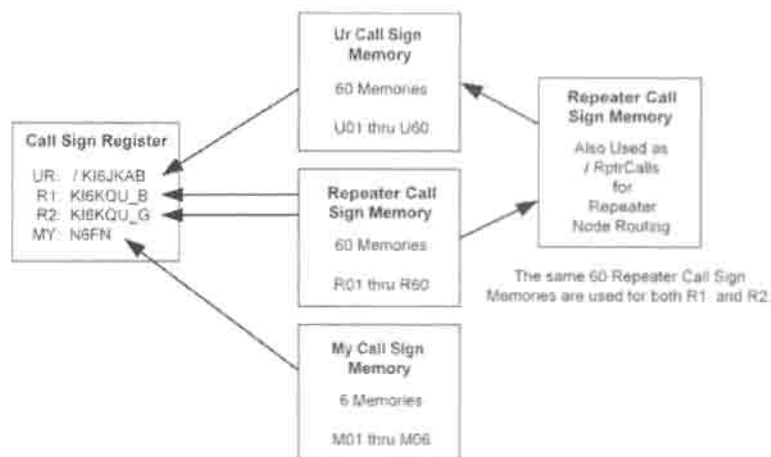 Ur Call Sign
Memory
60 Memories
U01 thru U60
Call Sign Register
UR: / KI6JKAB
R1: KI6KQU_B
R2: KI6KQU_G
MY: N6FN
Repeater Call
Sign Memory
60 Memories
R01 thru R60
Repeater Call
Sign Memory
Also Used as
/ RptrCalls
for
Repeater
Node Routing
The same 60 Repeater Call Sign
Memories are used for both R1 and R2.
My Call Sign
Memory
6 Memories
M01 thru M06